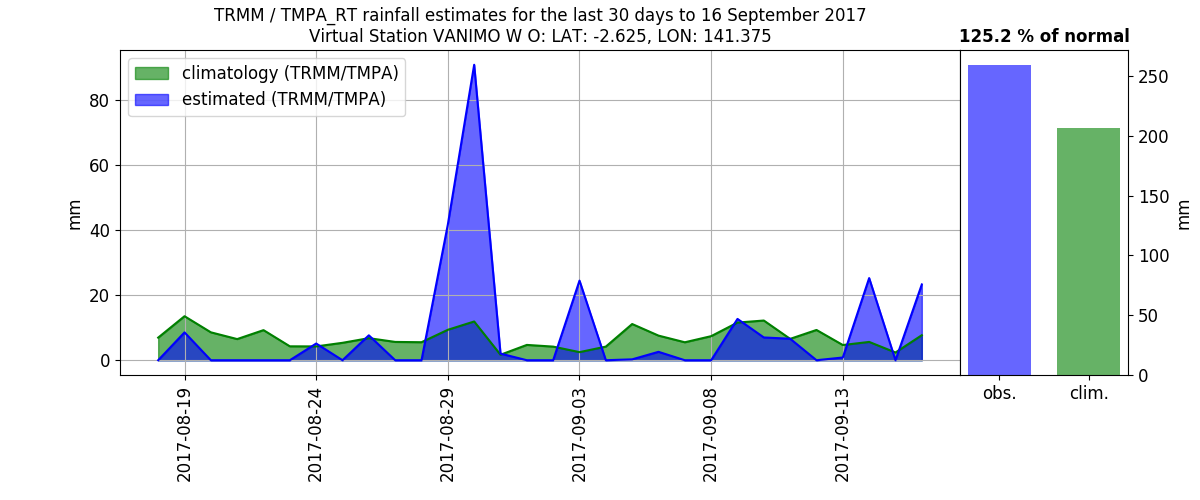 TRMM / TMPA_RT rainfall estimates for the last 30 days to 16 September 2017
Virtual Station VANIMO W O: LAT: -2.625, LON: 141.375
125.2 % of normal
climatology (TRMM/TMPA)
estimated (TRMM/TMPA)
mm
80
60
40
20
0
2017-08-19
2017-08-24
2017-08-29
2017-09-03
2017-09-08
2017-09-13
250
200
150
100
50
0
mm
obs.
clim.